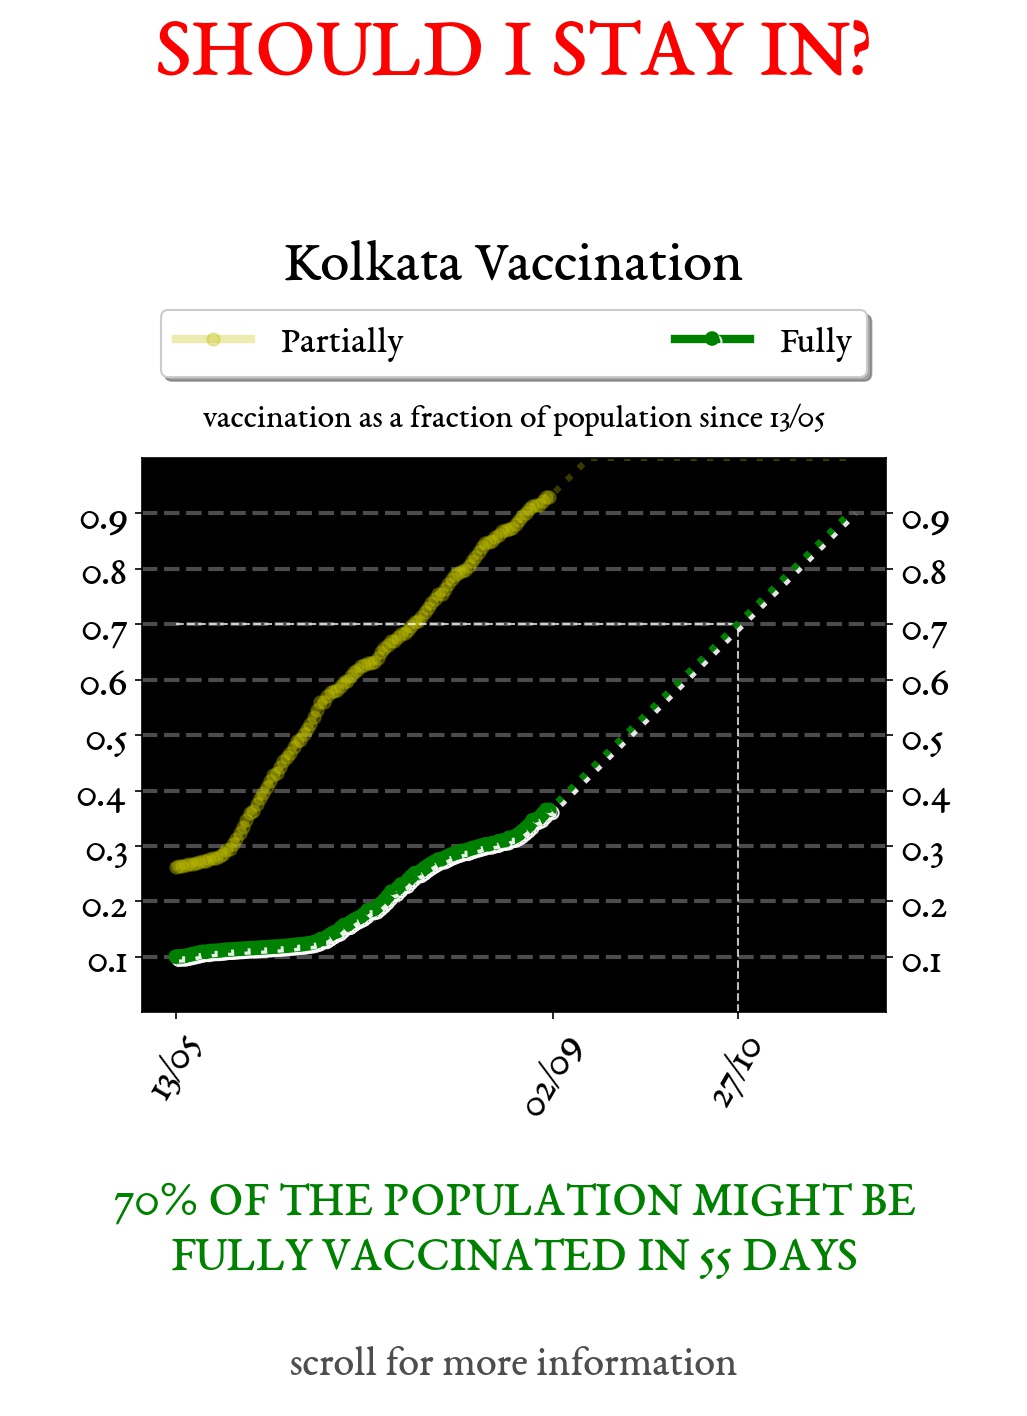 SHOULD I STAY IN?
Kolkata Vaccination
Partially Fully
vaccination as a fraction of population since 13/05
0.9 0.9
0.8 0.8
0.7 0.7
0.6 0.6
0.5 0.5
0.4 0.4
0.3 0.3
0.2 0.2
0.1 0.1
13/05 02/09 27/10
70% OF THE POPULATION MIGHT BE
FULLY VACCINATED IN 55 DAYS
scroll for more information